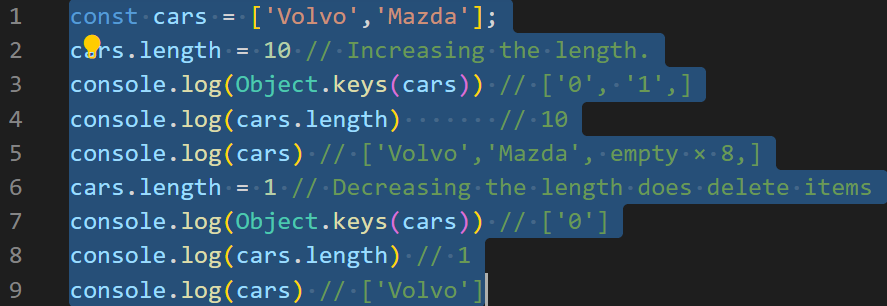 1 const cars = ['Volvo','Mazda'];
2 cars.length = 10 // Increasing the length.
3 console.log(Object.keys(cars)) // ['0', '1',]
4 console.log(cars.length)       // 10
5 console.log(cars) // ['Volvo','Mazda', empty × 8,]
6 cars.length = 1 // Decreasing the length does delete items
7 console.log(Object.keys(cars)) // ['0']
8 console.log(cars.length) // 1
9 console.log(cars) // ['Volvo']